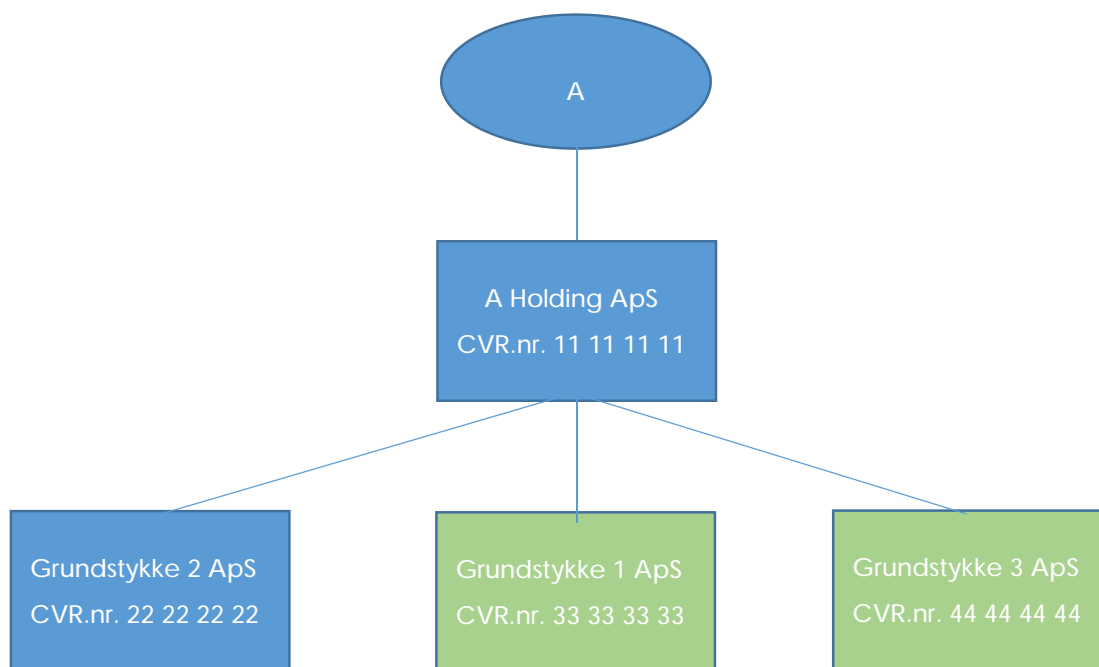 A
A Holding ApS
CVR.nr. 11 11 11 11
Grundstykke 2 ApS
CVR.nr. 22 22 22 22
Grundstykke 1 ApS
CVR.nr. 33 33 33 33
Grundstykke 3 ApS
CVR.nr. 44 44 44 44